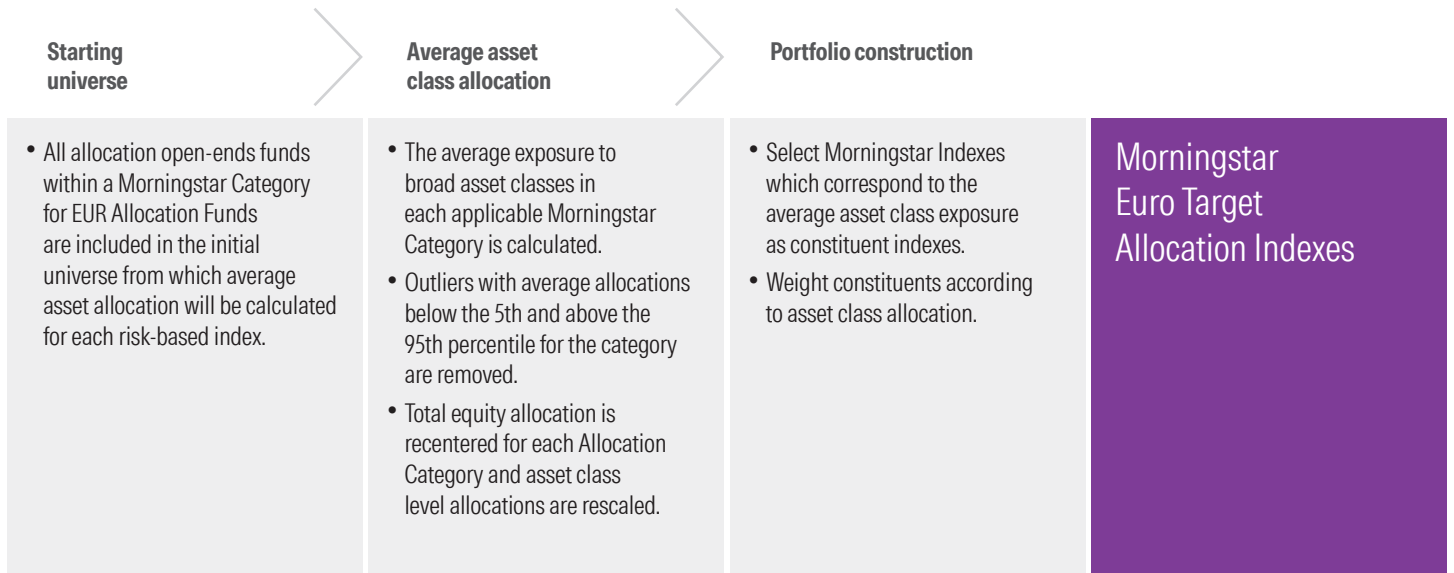 Starting
universe
Average asset
class allocation
Portfolio construction
• All allocation open-ends funds
within a Morningstar Category
for EUR Allocation Funds
are included in the initial
universe from which average
asset allocation will be calculated
for each risk-based index.
• The average exposure to
broad asset classes in
each applicable Morningstar
Category is calculated.
• Outliers with average allocations
below the 5th and above the
95th percentile for the category
are removed.
• Total equity allocation is
recentered for each Allocation
Category and asset class
level allocations are rescaled.
• Select Morningstar Indexes
which correspond to the
average asset class exposure
as constituent indexes.
• Weight constituents according
to asset class allocation.
Morningstar
Euro Target
Allocation Indexes